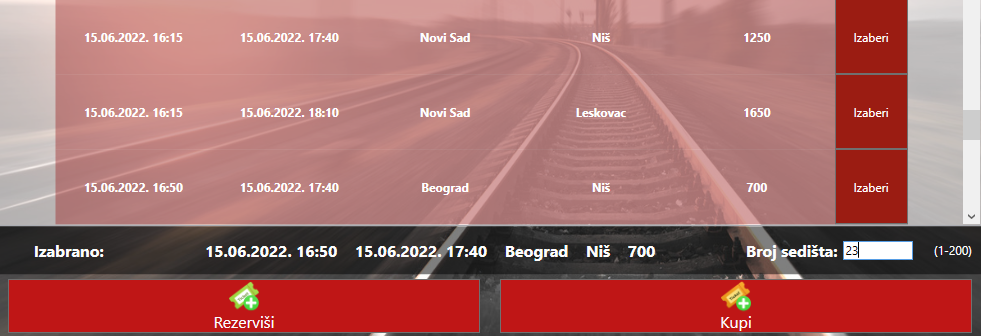 15.06.2022. 16:15 15.06.2022. 17:40 Novi Sad Niš 1250 Izaberi
15.06.2022. 16:15 15.06.2022. 18:10 Novi Sad Leskovac 1650 Izaberi
15.06.2022. 16:50 15.06.2022. 17:40 Beograd Niš 700 Izaberi
Izabrano: 15.06.2022. 16:50 15.06.2022. 17:40 Beograd Niš 700 Broj sedišta: 23 (1-200)
Rezerviši Kupi